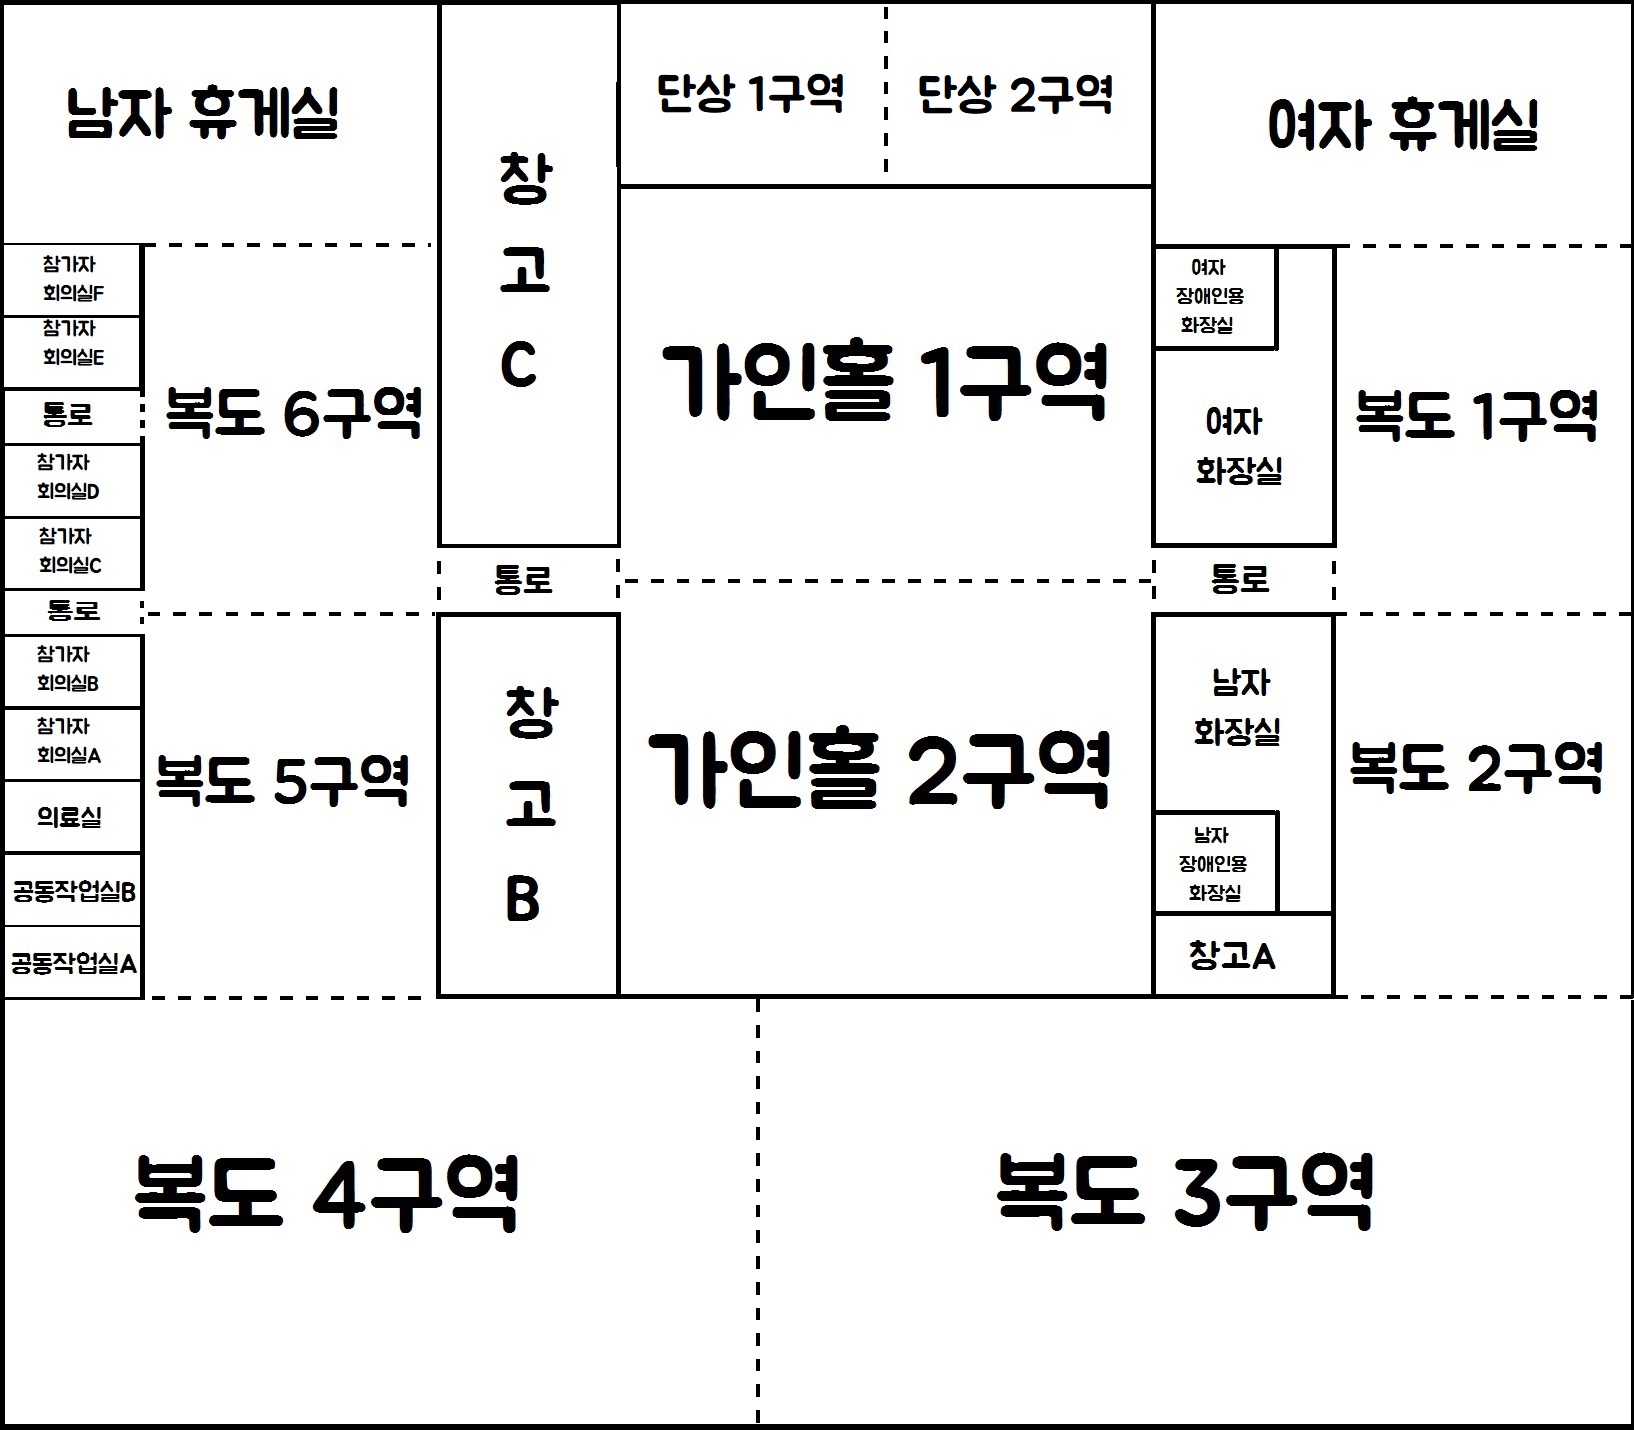 남자 휴게실
창
고
C
단상 1구역
단상 2구역
여자 휴게실
참가자
회의실F
참가자
회의실E
통로
참가자
회의실D
참가자
회의실C
통로
참가자
회의실B
참가자
회의실A
의료실
공동작업실B
공동작업실A
복도 6구역
복도 5구역
통로
창
고
B
가인홀 1구역
가인홀 2구역
여자
장애인용
화장실
여자
화장실
통로
남자
화장실
남자
장애인용
화장실
창고A
복도 1구역
복도 2구역
복도 4구역
복도 3구역